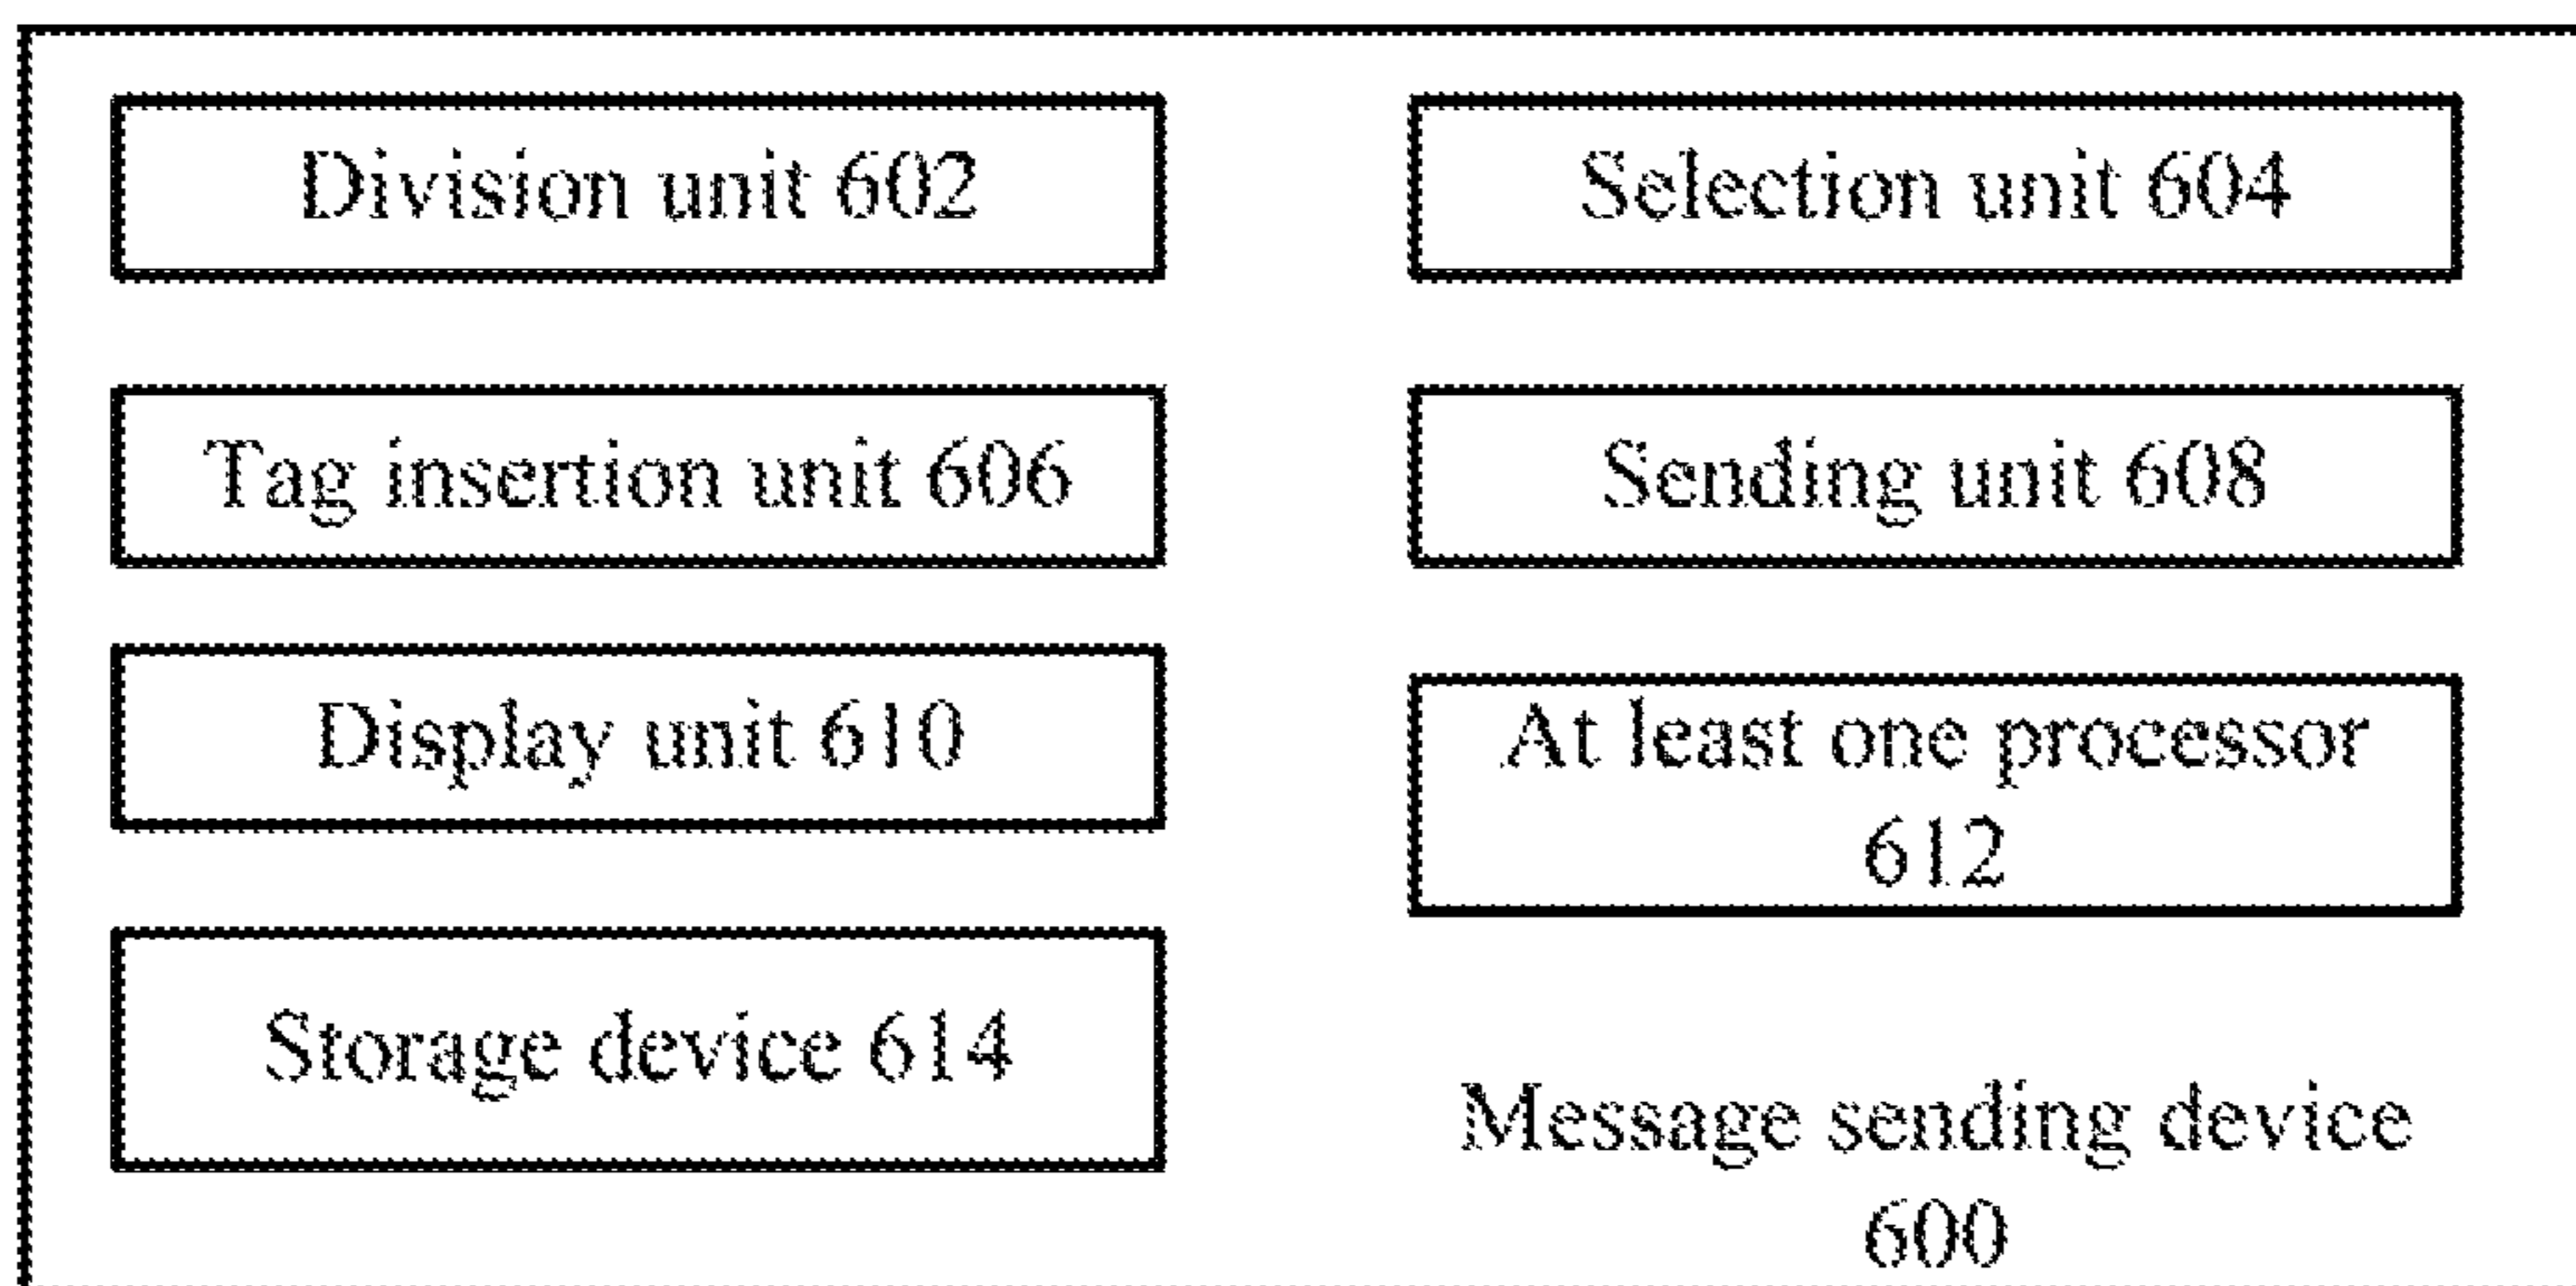 Division unit 602
Selection unit 604
Tag insertion unit 606
Sending unit 608
Display unit 610
At least one processor
612
Storage device 614
Message sending device
600